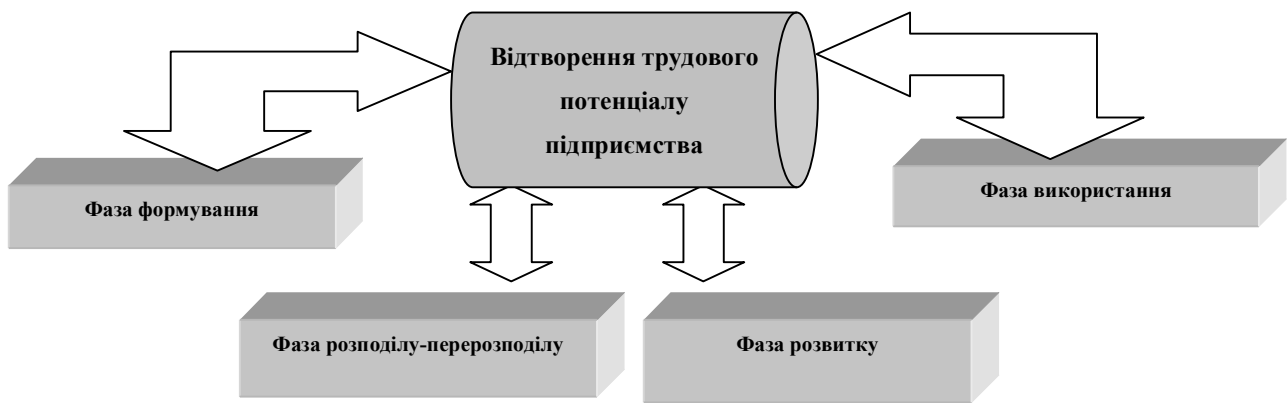 Відтворення трудового
потенціалу
підприємства
Фаза формування
Фаза використання
Фаза розподілу-перерозподілу
Фаза розвитку